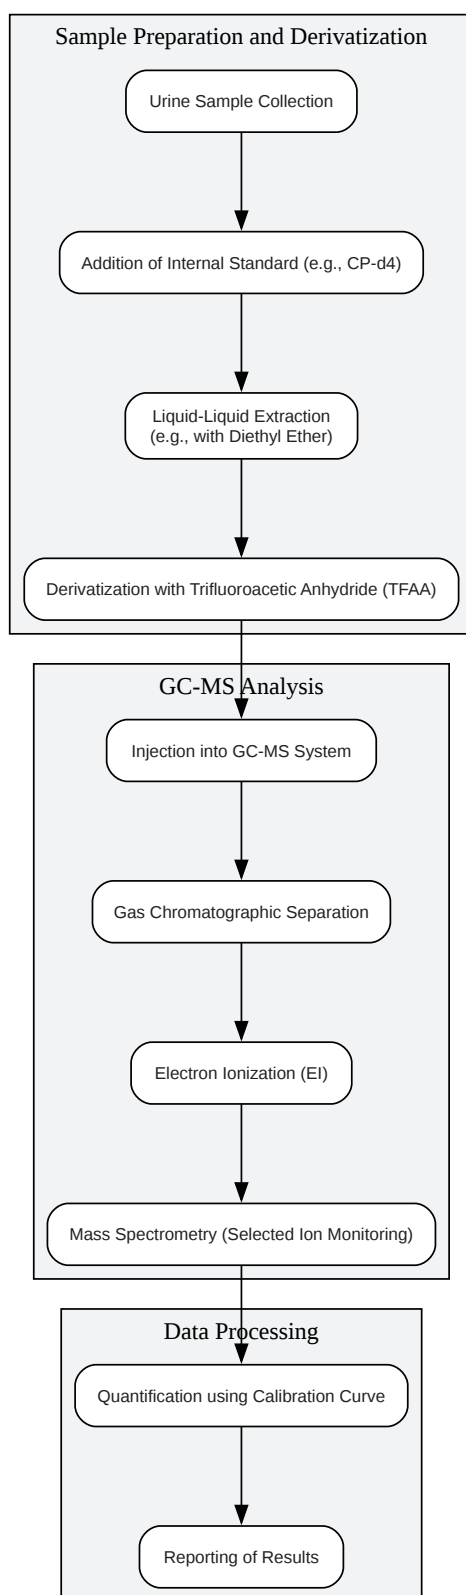 Sample Preparation and Derivatization
Urine Sample Collection
Addition of Internal Standard (e.g., CP-d4)
Liquid-Liquid Extraction
(e.g., with Diethyl Ether)
Derivatization with Trifluoroacetic Anhydride (TFAA)
GC-MS Analysis
Injection into GC-MS System
Gas Chromatographic Separation
Electron Ionization (EI)
Mass Spectrometry (Selected Ion Monitoring)
Data Processing
Quantification using Calibration Curve
Reporting of Results